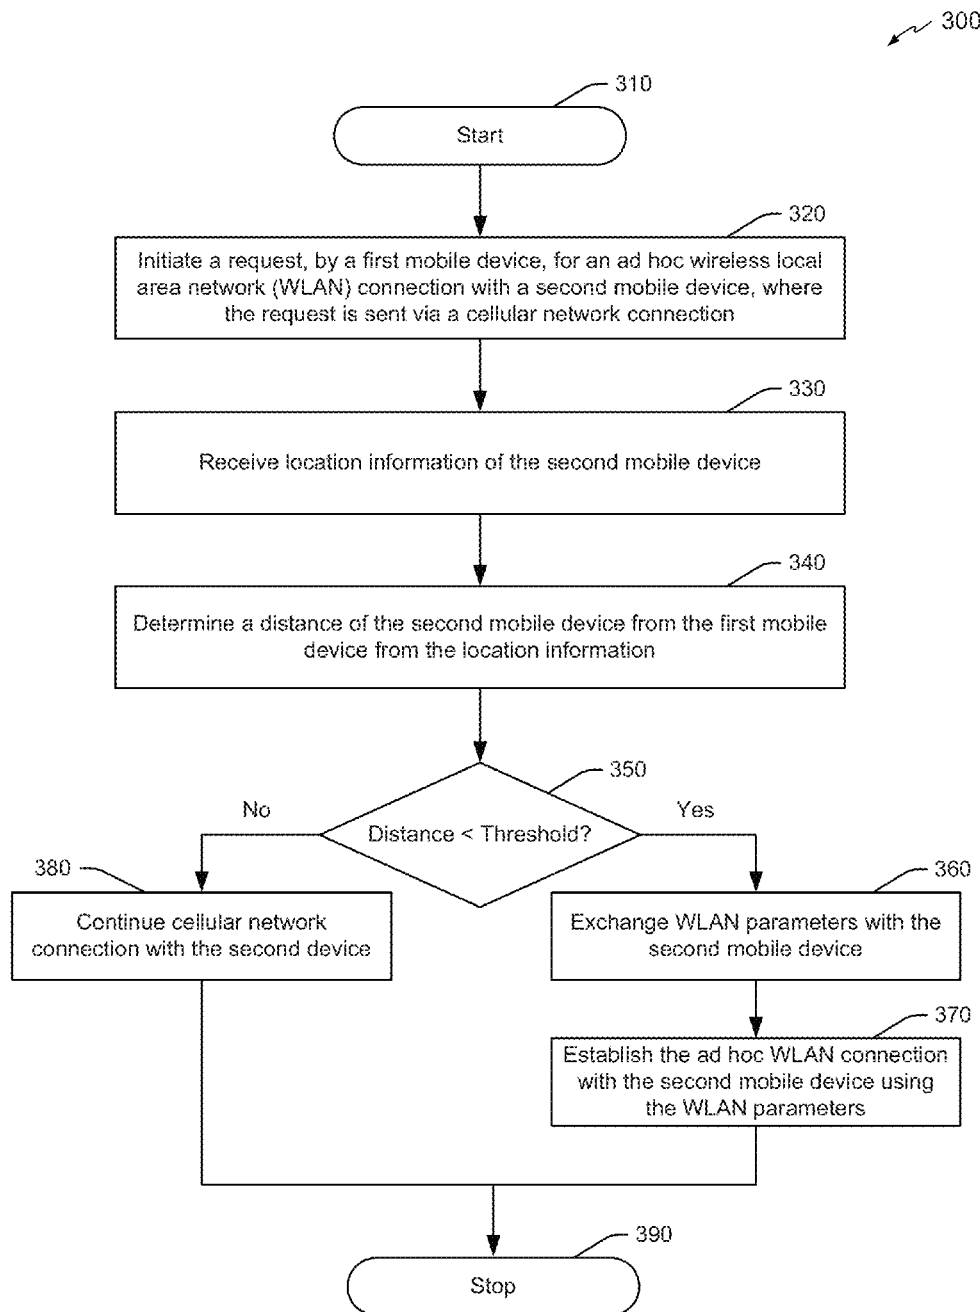 300
310
Start
320
Initiate a request, by a first mobile device, for an ad hoc wireless local
area network (WLAN) connection with a second mobile device, where
the request is sent via a cellular network connection
330
Receive location information of the second mobile device
340
Determine a distance of the second mobile device from the first mobile
device from the location information
350
Distance < Threshold?
No
Yes
380
Continue cellular network
connection with the second device
360
Exchange WLAN parameters with the
second mobile device
370
Establish the ad hoc WLAN connection
with the second mobile device using
the WLAN parameters
390
Stop